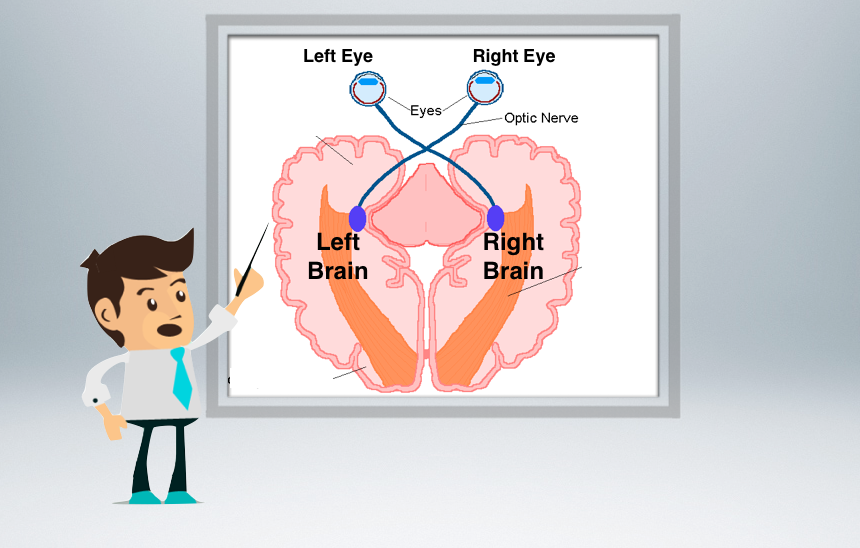 Left Eye
Right Eye
Eyes
Optic Nerve
Left
Brain
Right
Brain